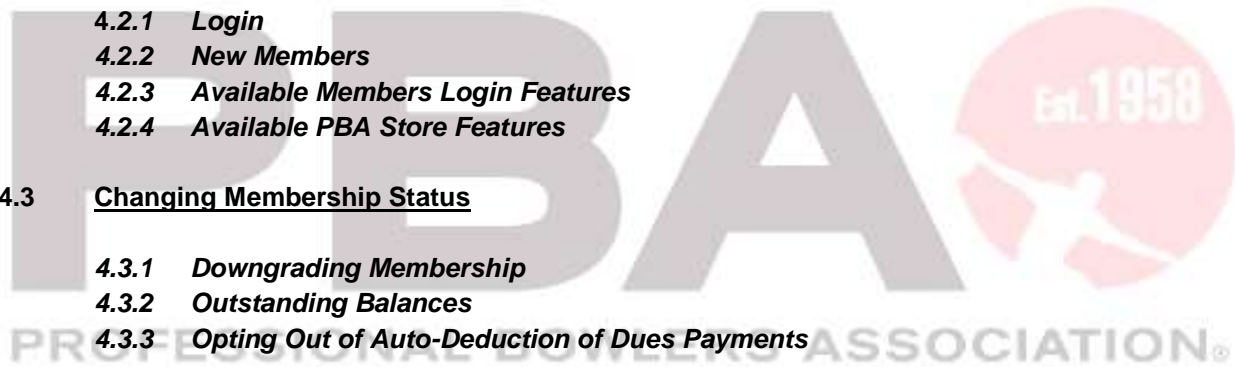 PBA
Est.1958
4.2.1 Login
4.2.2 New Members
4.2.3 Available Members Login Features
4.2.4 Available PBA Store Features
4.3 Changing Membership Status
4.3.1 Downgrading Membership
4.3.2 Outstanding Balances
4.3.3 Opting Out of Auto-Deduction of Dues Payments
PROFESSIONAL BOWLERS ASSOCIATION®